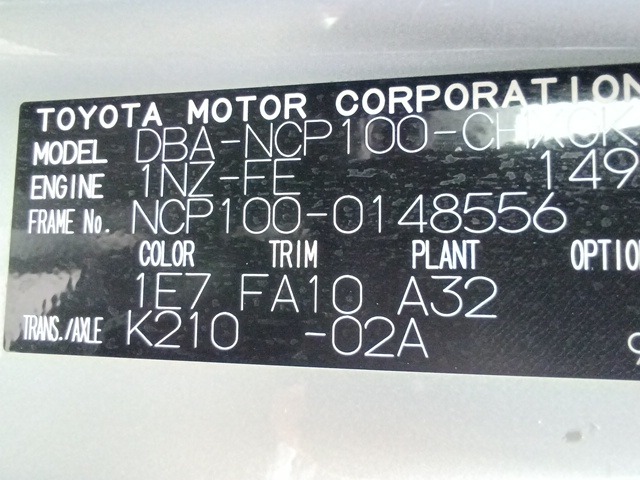 TOYOTA MOTOR CORPORATION
MODEL DBA-NCP100-CHXGK
ENGINE 1NZ-FE 149
FRAME No. NCP100-0148556
COLOR TRIM PLANT OPTION
1E7 FA10 A32
TRANS./AXLE K210 -02A